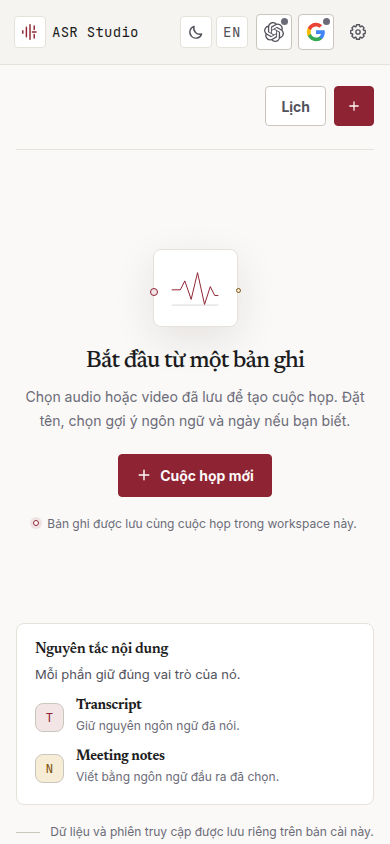 ASR Studio
EN
Lịch
Bắt đầu từ một bản ghi
Chọn audio hoặc video đã lưu để tạo cuộc họp. Đặt
tên, chọn gợi ý ngôn ngữ và ngày nếu bạn biết.
Cuộc họp mới
Bản ghi được lưu cùng cuộc họp trong workspace này.
Nguyên tắc nội dung
Mỗi phần giữ đúng vai trò của nó.
T
Transcript
Giữ nguyên ngôn ngữ đã nói.
N
Meeting notes
Viết bằng ngôn ngữ đầu ra đã chọn.
Dữ liệu và phiên truy cập được lưu riêng trên bản cài này.